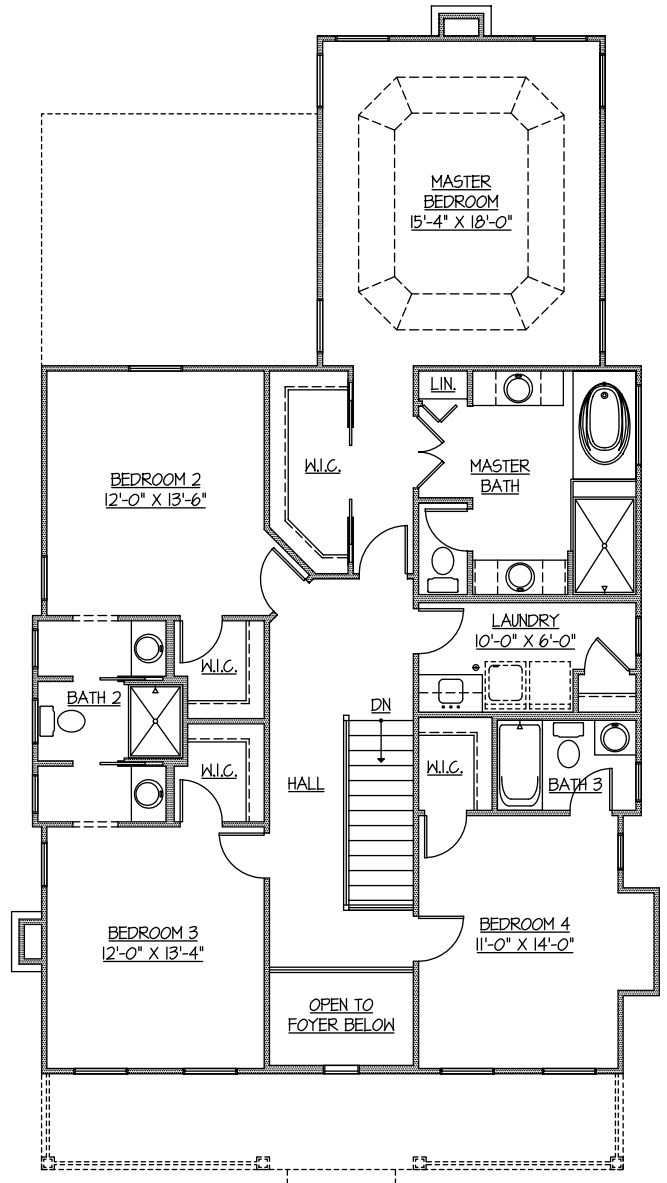 MASTER
BEDROOM
15'-4" X 18'-0"
LIN.
W.I.C.
MASTER
BATH
BEDROOM 2
12'-0" X 13'-6"
LAUNDRY
10'-0" X 6'-0"
W.I.C.
BATH 2
DN
W.I.C.
W.I.C.
HALL
BATH 3
BEDROOM 3
12'-0" X 13'-4"
BEDROOM 4
11'-0" X 14'-0"
OPEN TO
FOYER BELOW